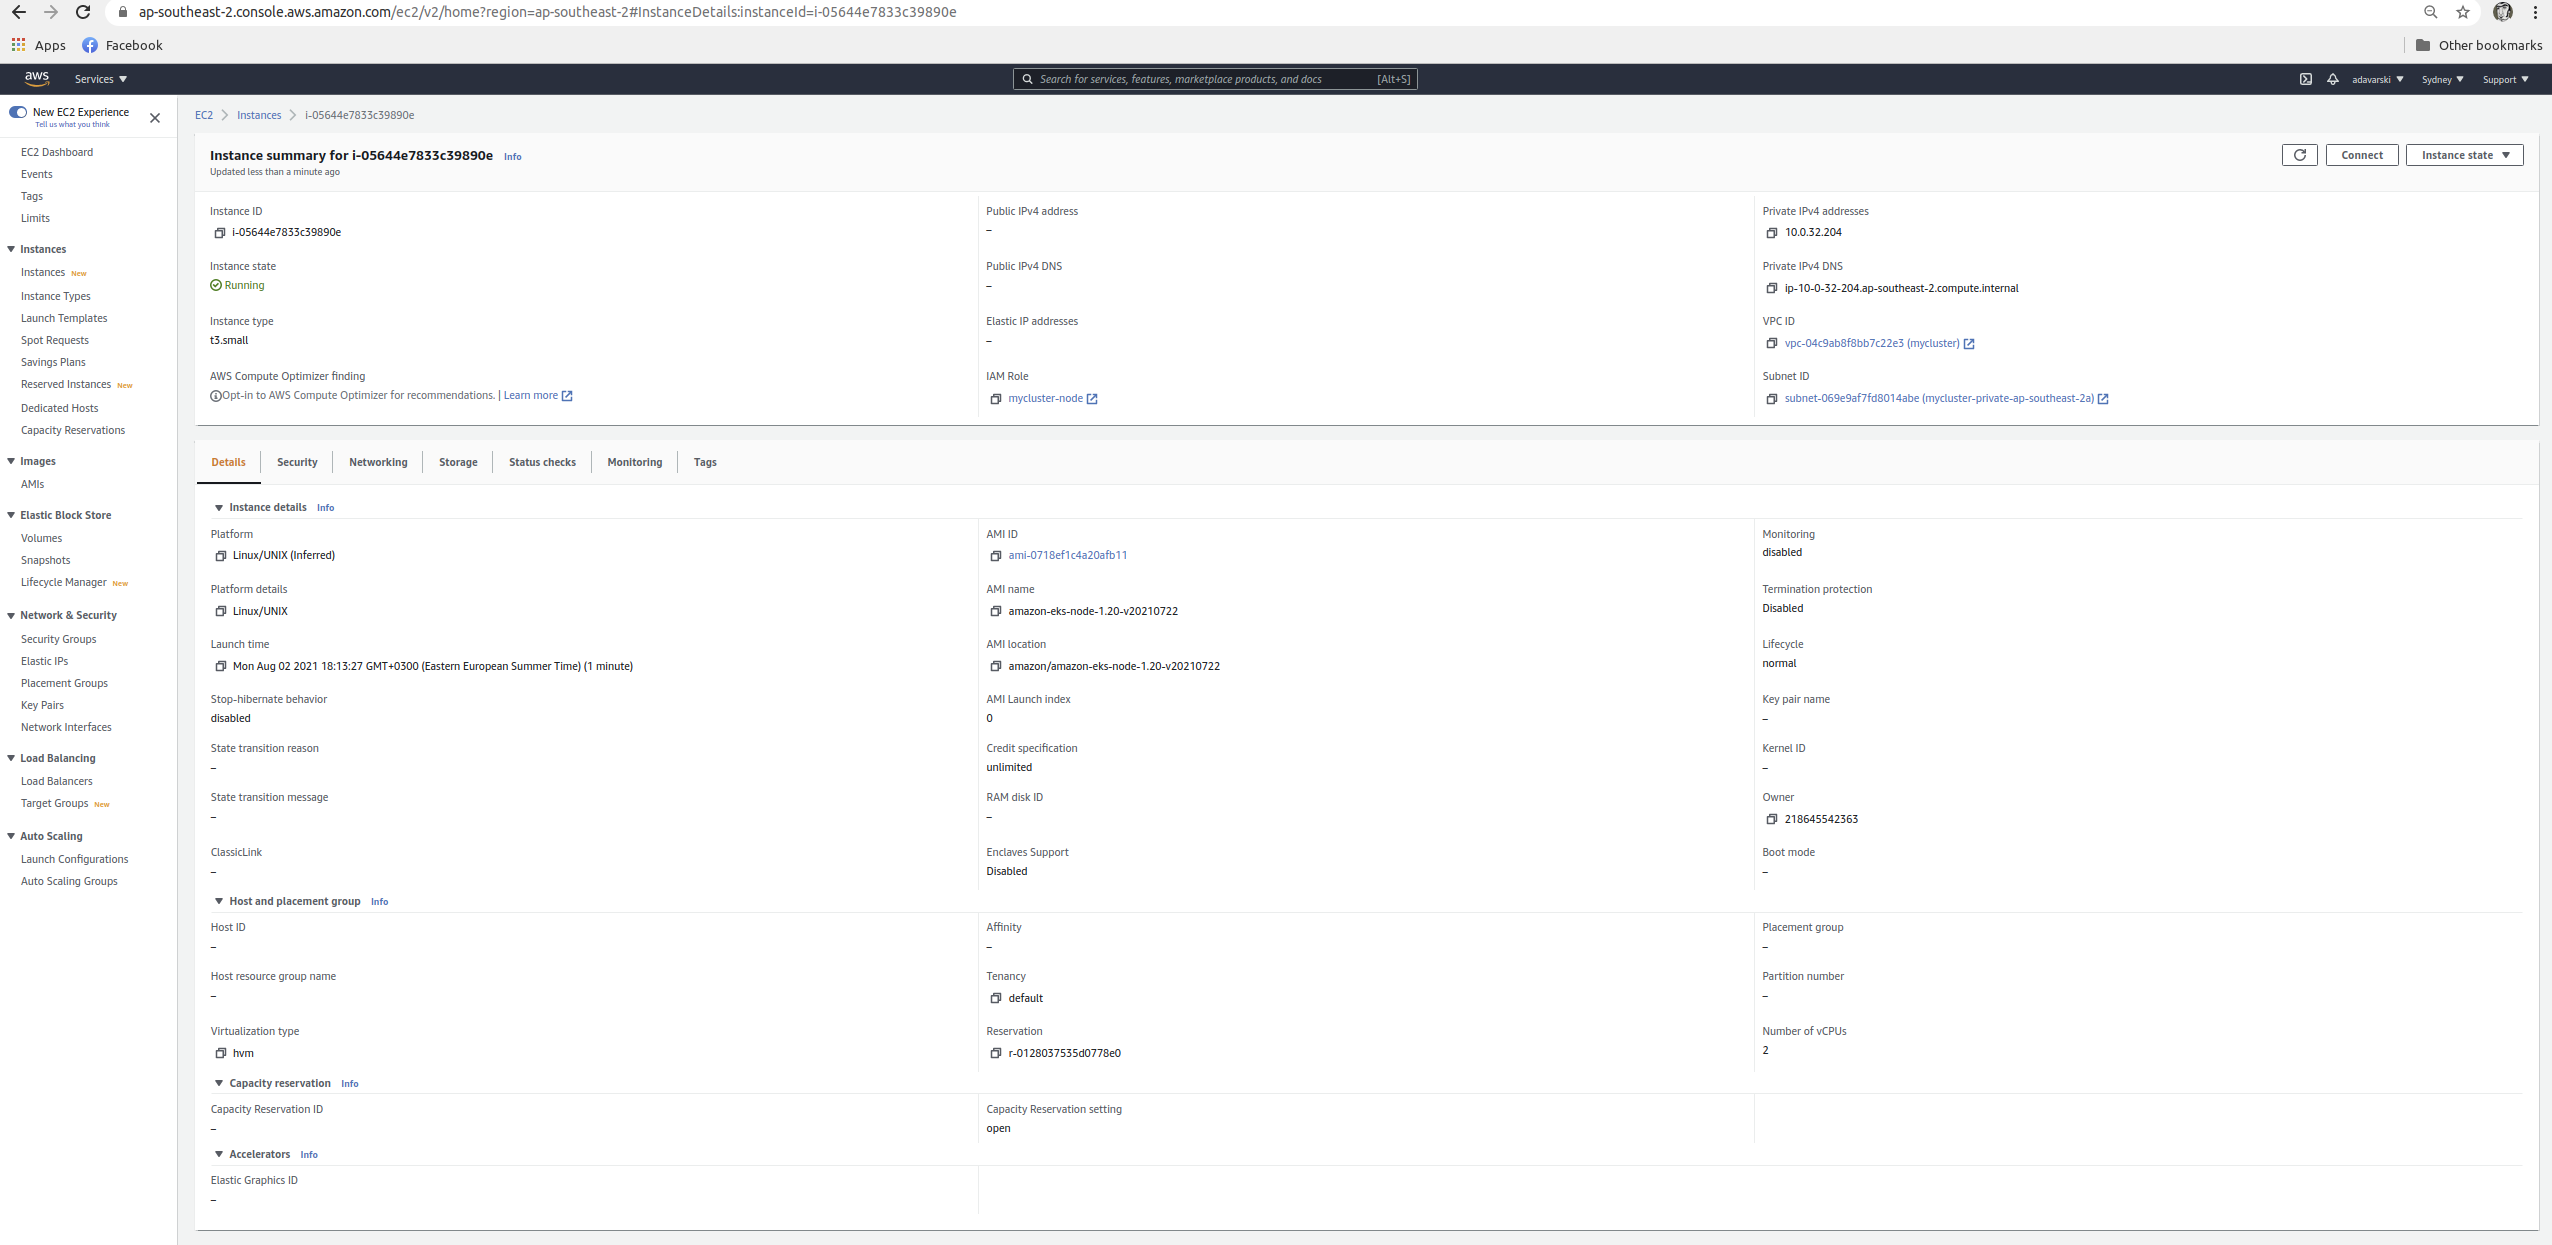 ap-southeast-2.console.aws.amazon.com/ec2/v2/home?region=ap-southeast-2#InstanceDetails:instanceId=i-05644e7833c39890e
Apps Facebook Other bookmarks
aws Services Search for services, features, marketplace products, and docs [Alt+S] adavarski Sydney Support
New EC2 Experience
Tell us what you think
EC2 Dashboard
Events
Tags
Limits
Instances
Instances New
Instance Types
Launch Templates
Spot Requests
Savings Plans
Reserved Instances New
Dedicated Hosts
Capacity Reservations
Images
AMIs
Elastic Block Store
Volumes
Snapshots
Lifecycle Manager New
Network & Security
Security Groups
Elastic IPs
Placement Groups
Key Pairs
Network Interfaces
Load Balancing
Load Balancers
Target Groups New
Auto Scaling
Launch Configurations
Auto Scaling Groups
EC2 Instances i-05644e7833c39890e
Instance summary for i-05644e7833c39890e Info
Updated less than a minute ago
Connect Instance state
Instance ID Public IPv4 address Private IPv4 addresses
i-05644e7833c39890e – 10.0.32.204
Instance state Public IPv4 DNS Private IPv4 DNS
Running – ip-10-0-32-204.ap-southeast-2.compute.internal
Instance type Elastic IP addresses VPC ID
t3.small – vpc-04c9ab8f8bb7c22e3 (mycluster)
AWS Compute Optimizer finding IAM Role Subnet ID
Opt-in to AWS Compute Optimizer for recommendations. | Learn more mycluster-node subnet-069e9af7fd8014abe (mycluster-private-ap-southeast-2a)
Details Security Networking Storage Status checks Monitoring Tags
Instance details Info
Platform AMI ID Monitoring
Linux/UNIX (Inferred) ami-0718ef1c4a20afb11 disabled
Platform details AMI name Termination protection
Linux/UNIX amazon-eks-node-1.20-v20210722 Disabled
Launch time AMI location Lifecycle
Mon Aug 02 2021 18:13:27 GMT+0300 (Eastern European Summer Time) (1 minute) amazon/amazon-eks-node-1.20-v20210722 normal
Stop-hibernate behavior AMI Launch index Key pair name
disabled 0 –
State transition reason Credit specification Kernel ID
– unlimited –
State transition message RAM disk ID Owner
– – 218645542363
ClassicLink Enclaves Support Boot mode
– Disabled –
Host and placement group Info
Host ID Affinity Placement group
– – –
Host resource group name Tenancy Partition number
– default –
Virtualization type Reservation Number of vCPUs
hvm r-0128037535d0778e0 2
Capacity reservation Info
Capacity Reservation ID Capacity Reservation setting
– open
Accelerators Info
Elastic Graphics ID
–